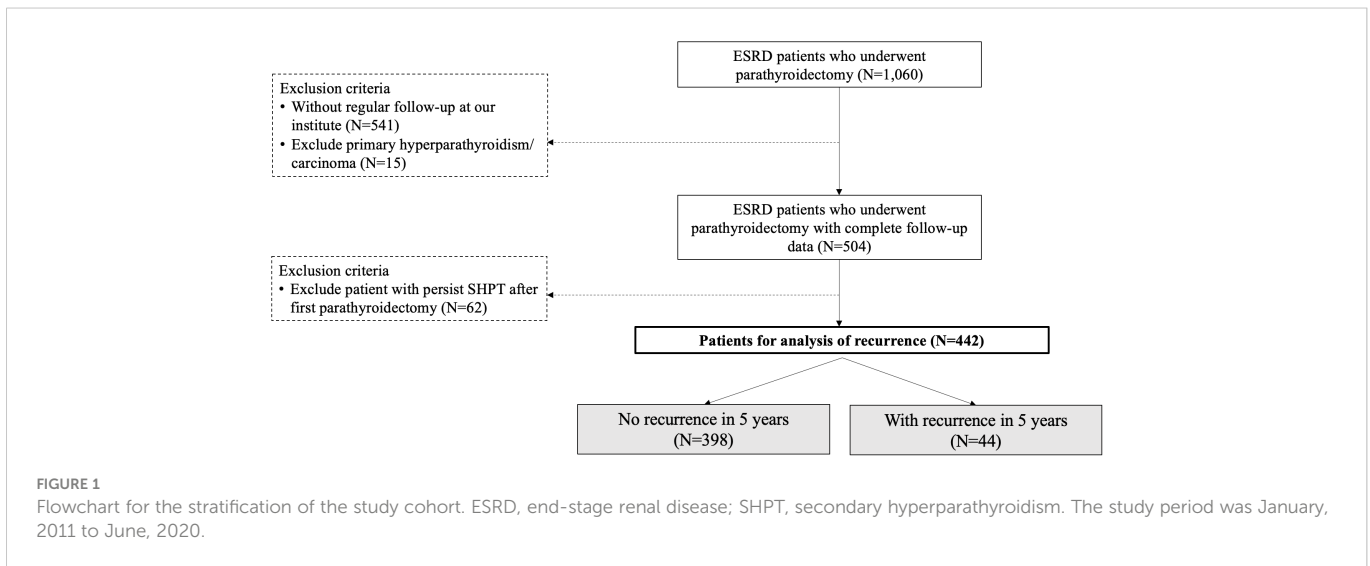 ESRD patients who underwent
parathyroidectomy (N=1,060)
Exclusion criteria
• Without regular follow-up at our
institute (N=541)
• Exclude primary hyperparathyroidism/
carcinoma (N=15)
ESRD patients who underwent
parathyroidectomy with complete follow-up
data (N=504)
Exclusion criteria
• Exclude patient with persist SHPT after
first parathyroidectomy (N=62)
Patients for analysis of recurrence (N=442)
No recurrence in 5 years
(N=398)
With recurrence in 5 years
(N=44)
FIGURE 1
Flowchart for the stratification of the study cohort. ESRD, end-stage renal disease; SHPT, secondary hyperparathyroidism. The study period was January,
2011 to June, 2020.